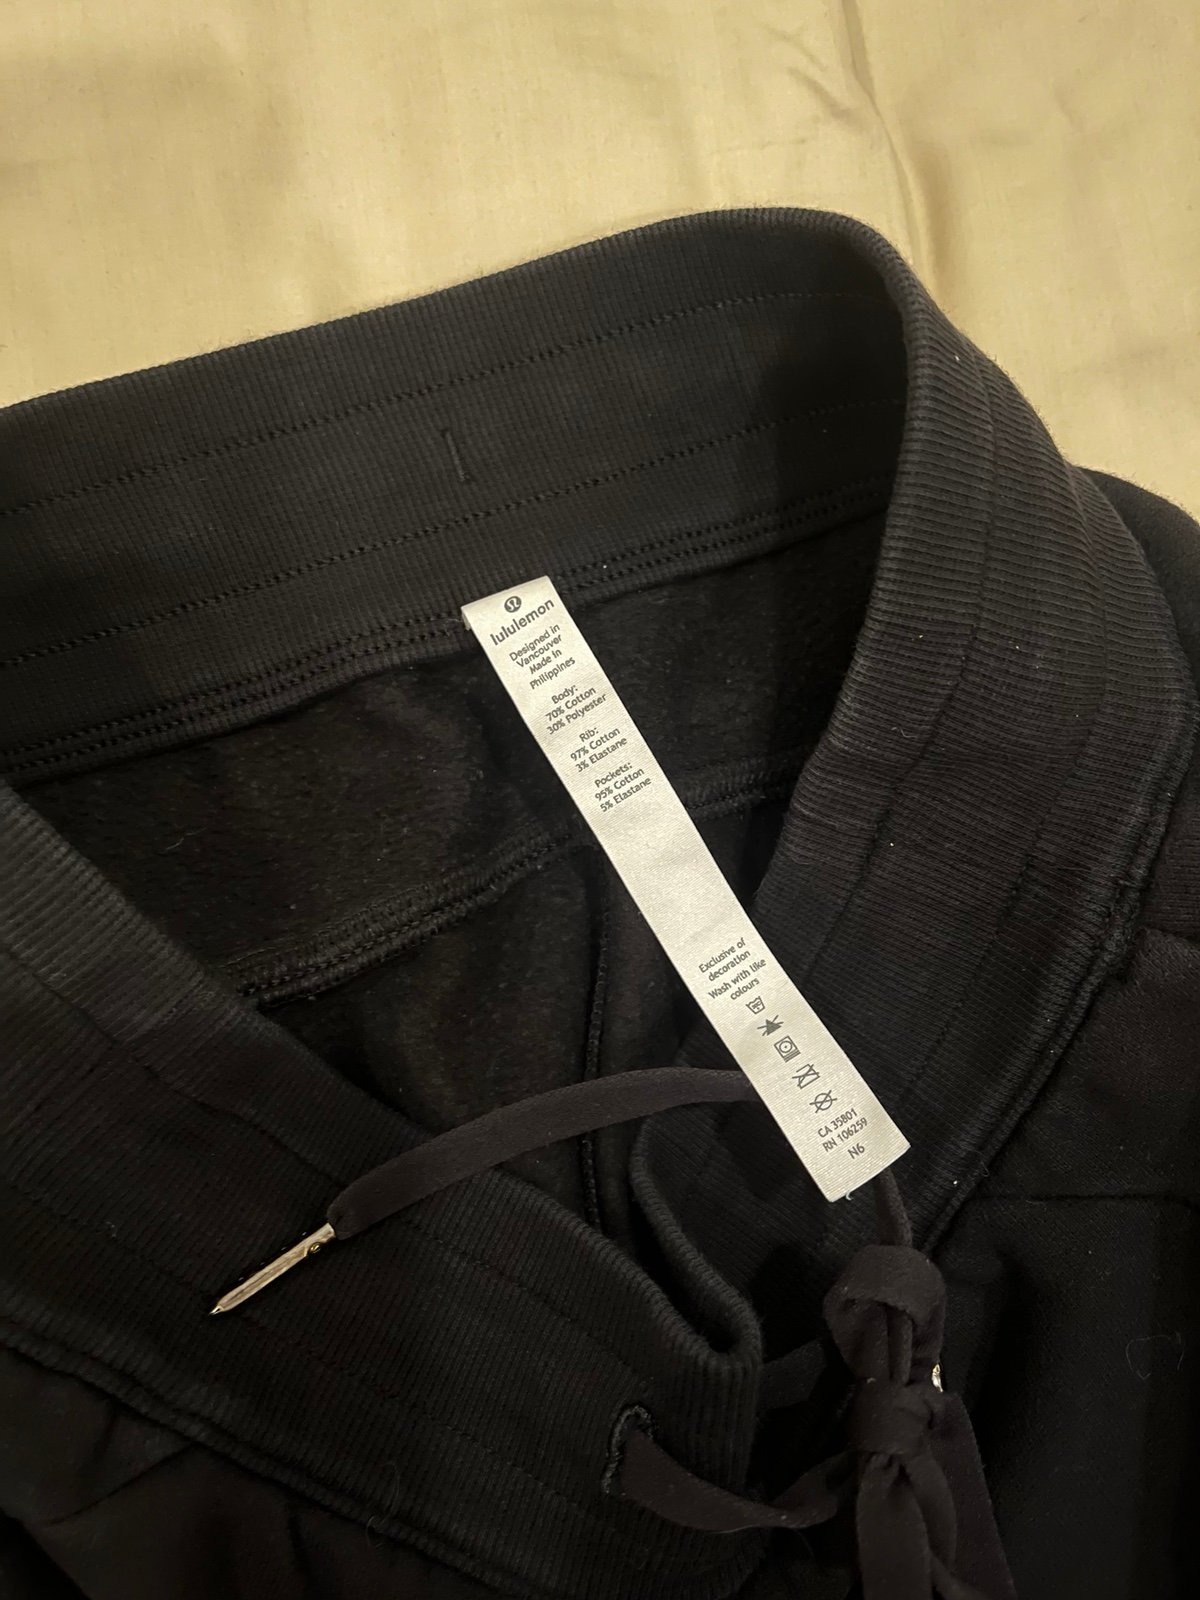 lululemon
Designed in
Vancouver
Made in
Philippines
Body:
70% Cotton
30% Polyester
Rib:
97% Cotton
3% Elastane
Pockets:
95% Cotton
5% Elastane
Exclusive of
decoration
Wash with like
colours
CA 35801
RN 106259
N6